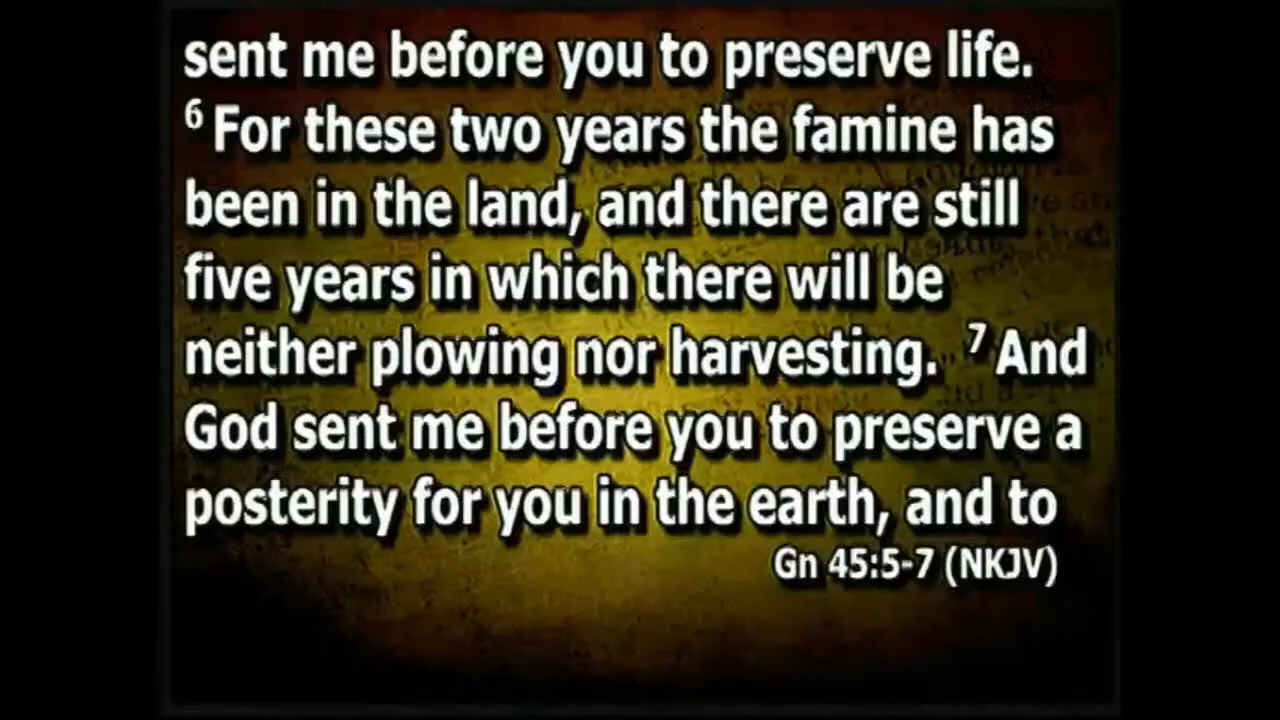 sent me before you to preserve life.
⁶ For these two years the famine has
been in the land, and there are still
five years in which there will be
neither plowing nor harvesting. ⁷ And
God sent me before you to preserve a
posterity for you in the earth, and to
Gn 45:5-7 (NKJV)